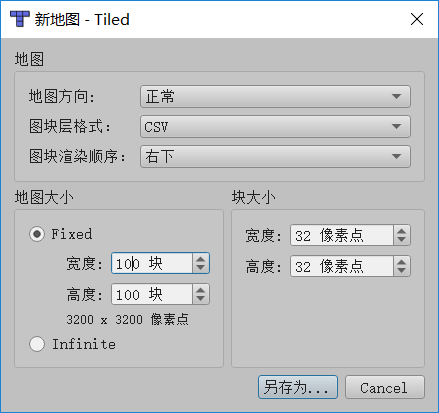 新地图 - Tiled
地图
地图方向: 正常
图块层格式: CSV
图块渲染顺序: 右下
地图大小
Fixed
宽度: 100 块
高度: 100 块
3200 x 3200 像素点
Infinite
块大小
宽度: 32 像素点
高度: 32 像素点
另存为... Cancel